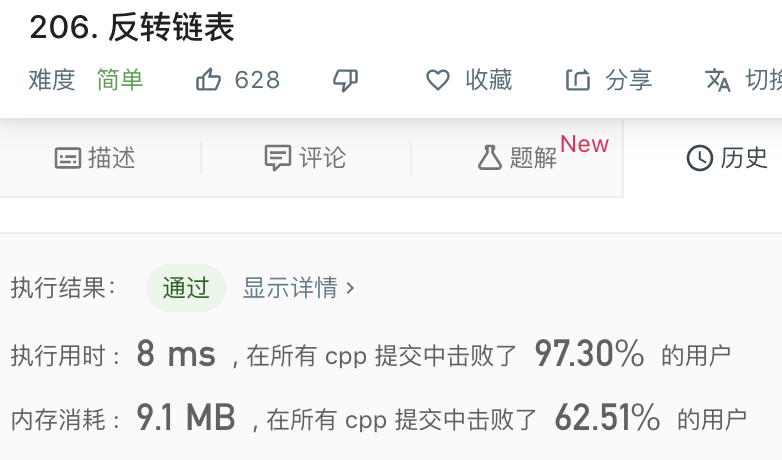 206. 反转链表
难度 简单 628 收藏 分享 切换
描述 评论 题解 New 历史
执行结果： 通过 显示详情 ›
执行用时 : 8 ms , 在所有 cpp 提交中击败了 97.30% 的用户
内存消耗 : 9.1 MB , 在所有 cpp 提交中击败了 62.51% 的用户